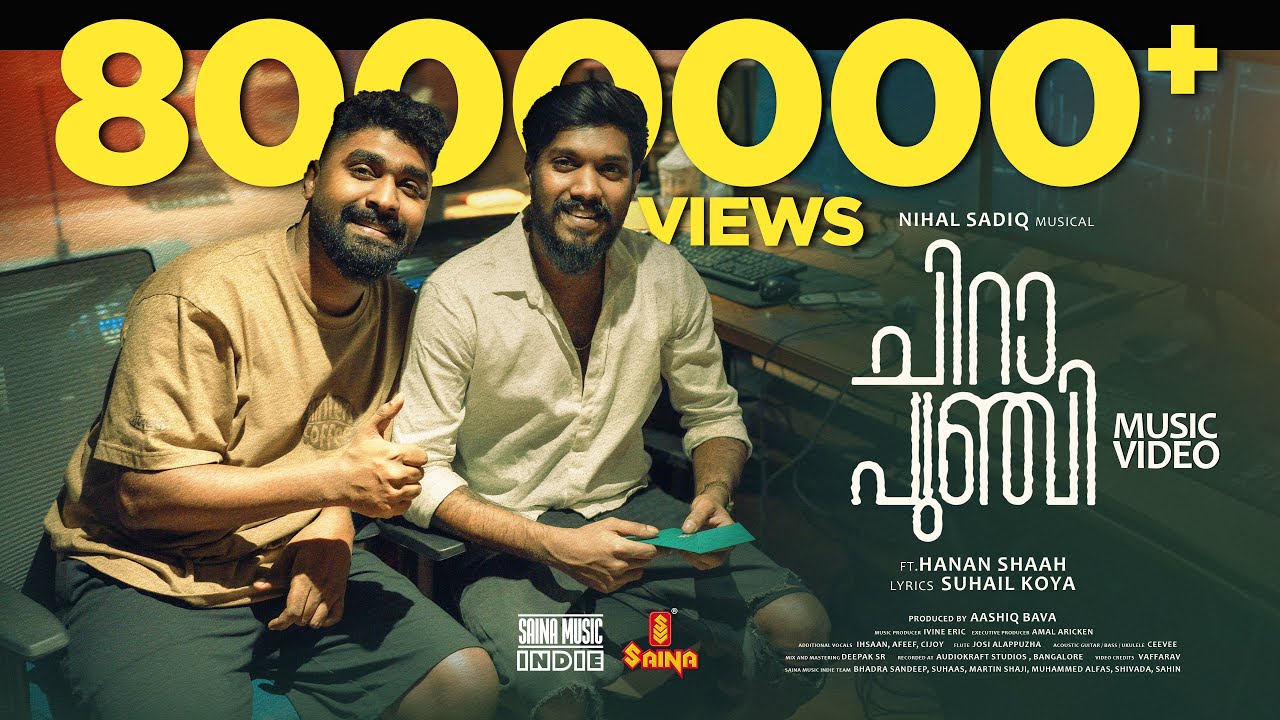 8000000+
VIEWS
NIHAL SADIQ MUSICAL
ചിറാ
പുഞ്ചി
MUSIC
VIDEO
FT. HANAN SHAAH
LYRICS SUHAIL KOYA
PRODUCED BY AASHIQ BAVA
MUSIC PRODUCER IVINE ERIC EXECUTIVE PRODUCER AMAL ARICKEN
ADDITIONAL VOCALS IHSAAN, AFEEF, CIJOY FLUTE JOSI ALAPPUZHA ACOUSTIC GUITAR / BASS / UKULELE CEEVEE
MIX AND MASTERING DEEPAK SR RECORDED AT AUDIOKRAFT STUDIOS , BANGALORE VIDEO CREDITS VAFFARAV
SAINA MUSIC INDIE TEAM: BHADRA SANDEEP, SUHAAS, MARTIN SHAJI, MUHAMMED ALFAS, SHIVADA, SAHIN
SAINA MUSIC
INDIE
SAINA
®